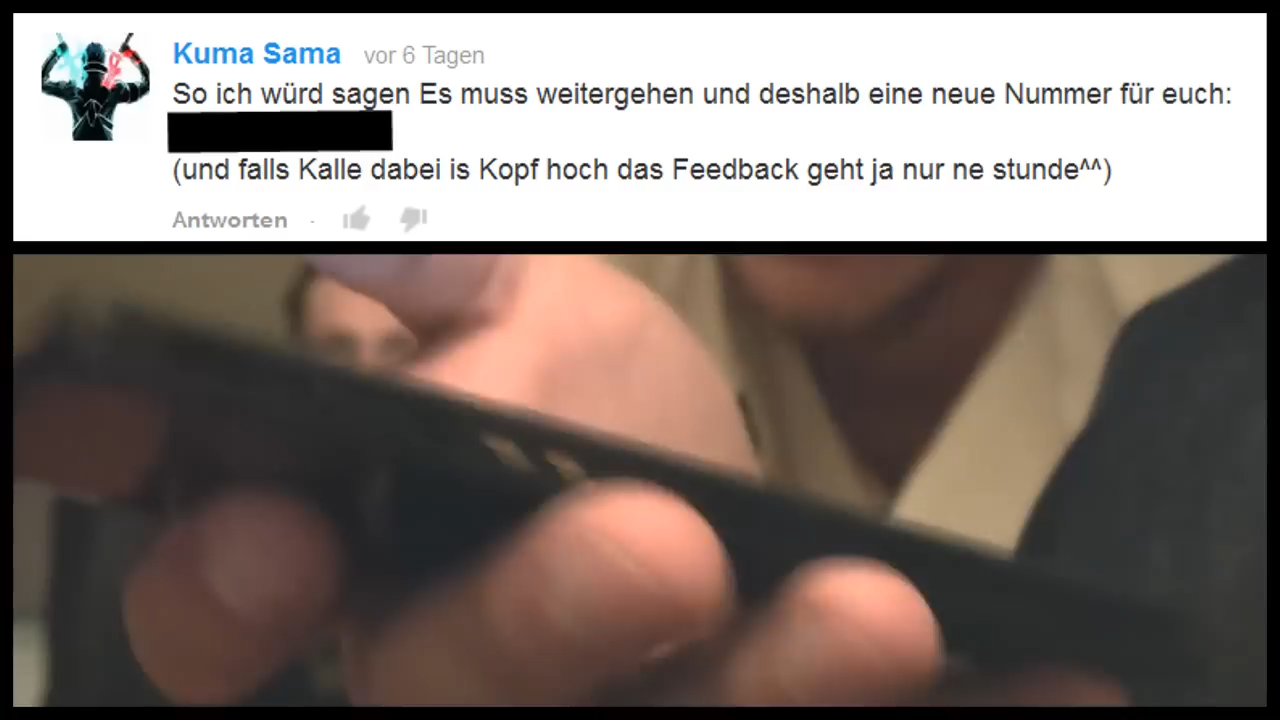 Kuma Sama vor 6 Tagen
So ich würd sagen Es muss weitergehen und deshalb eine neue Nummer für euch:
(und falls Kalle dabei is Kopf hoch das Feedback geht ja nur ne stunde^^)
Antworten ·